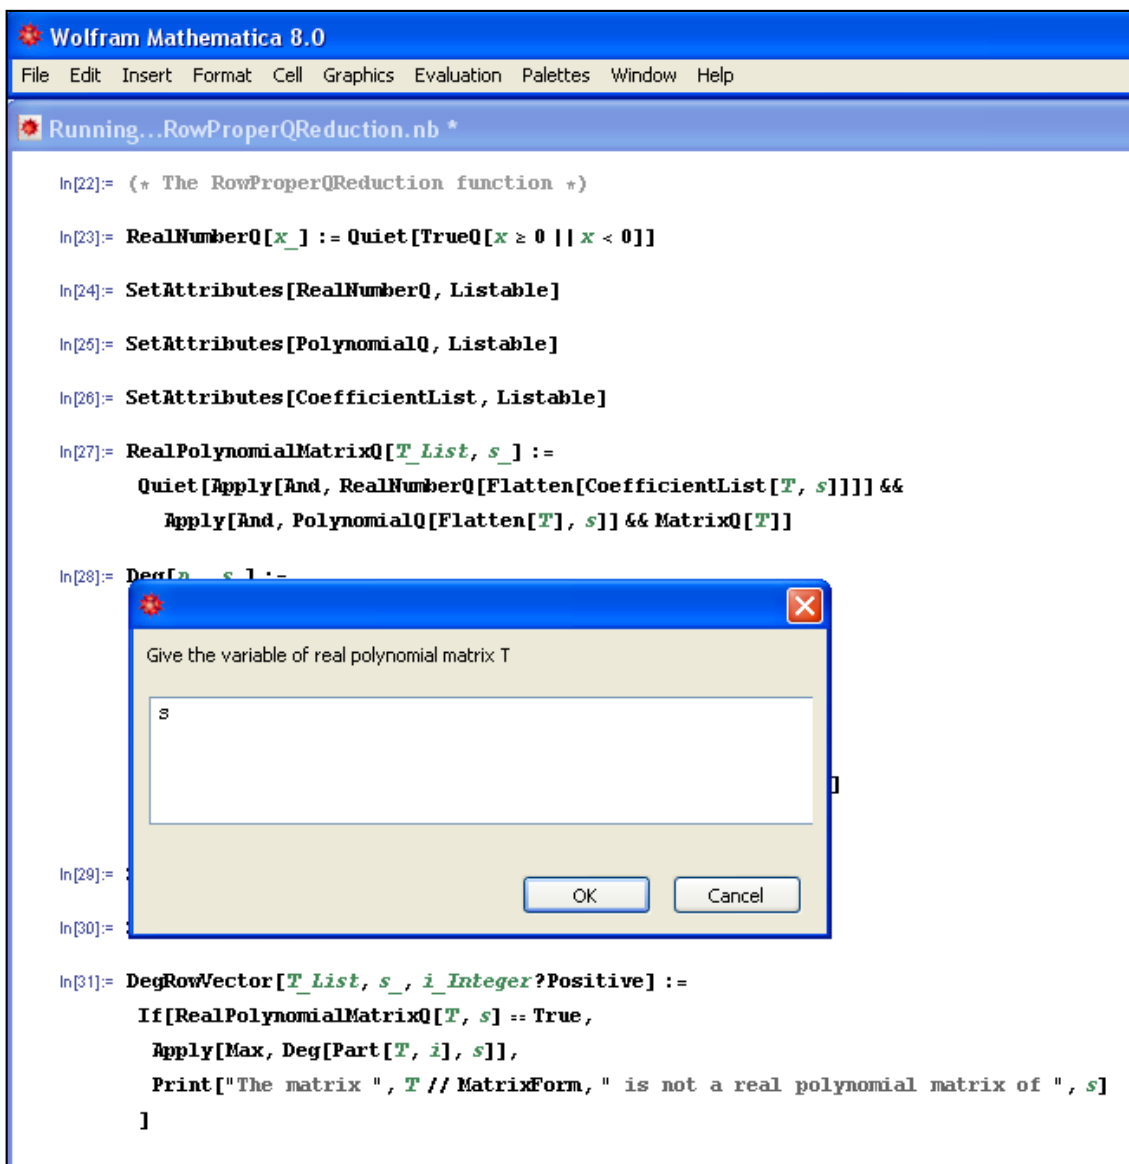 Wolfram Mathematica 8.0
File Edit Insert Format Cell Graphics Evaluation Palettes Window Help
Running...RowProperQReduction.nb *
In[22]:= (* The RowProperQReduction function *)
In[23]:= RealNumberQ[x_] := Quiet[TrueQ[x ≥ 0 || x < 0]]
In[24]:= SetAttributes[RealNumberQ, Listable]
In[25]:= SetAttributes[PolynomialQ, Listable]
In[26]:= SetAttributes[CoefficientList, Listable]
In[27]:= RealPolynomialMatrixQ[T_List, s_] :=
Quiet[Apply[And, RealNumberQ[Flatten[CoefficientList[T, s]]]] &&
Apply[And, PolynomialQ[Flatten[T], s]] && MatrixQ[T]]
In[28]:= Deg[p_, s_] :=
Give the variable of real polynomial matrix T
s
]
In[29]:=
OK Cancel
In[30]:=
In[31]:= DegRowVector[T_List, s_, i_Integer?Positive] :=
If[RealPolynomialMatrixQ[T, s] == True,
Apply[Max, Deg[Part[T, i], s]],
Print["The matrix ", T // MatrixForm, " is not a real polynomial matrix of ", s]
]